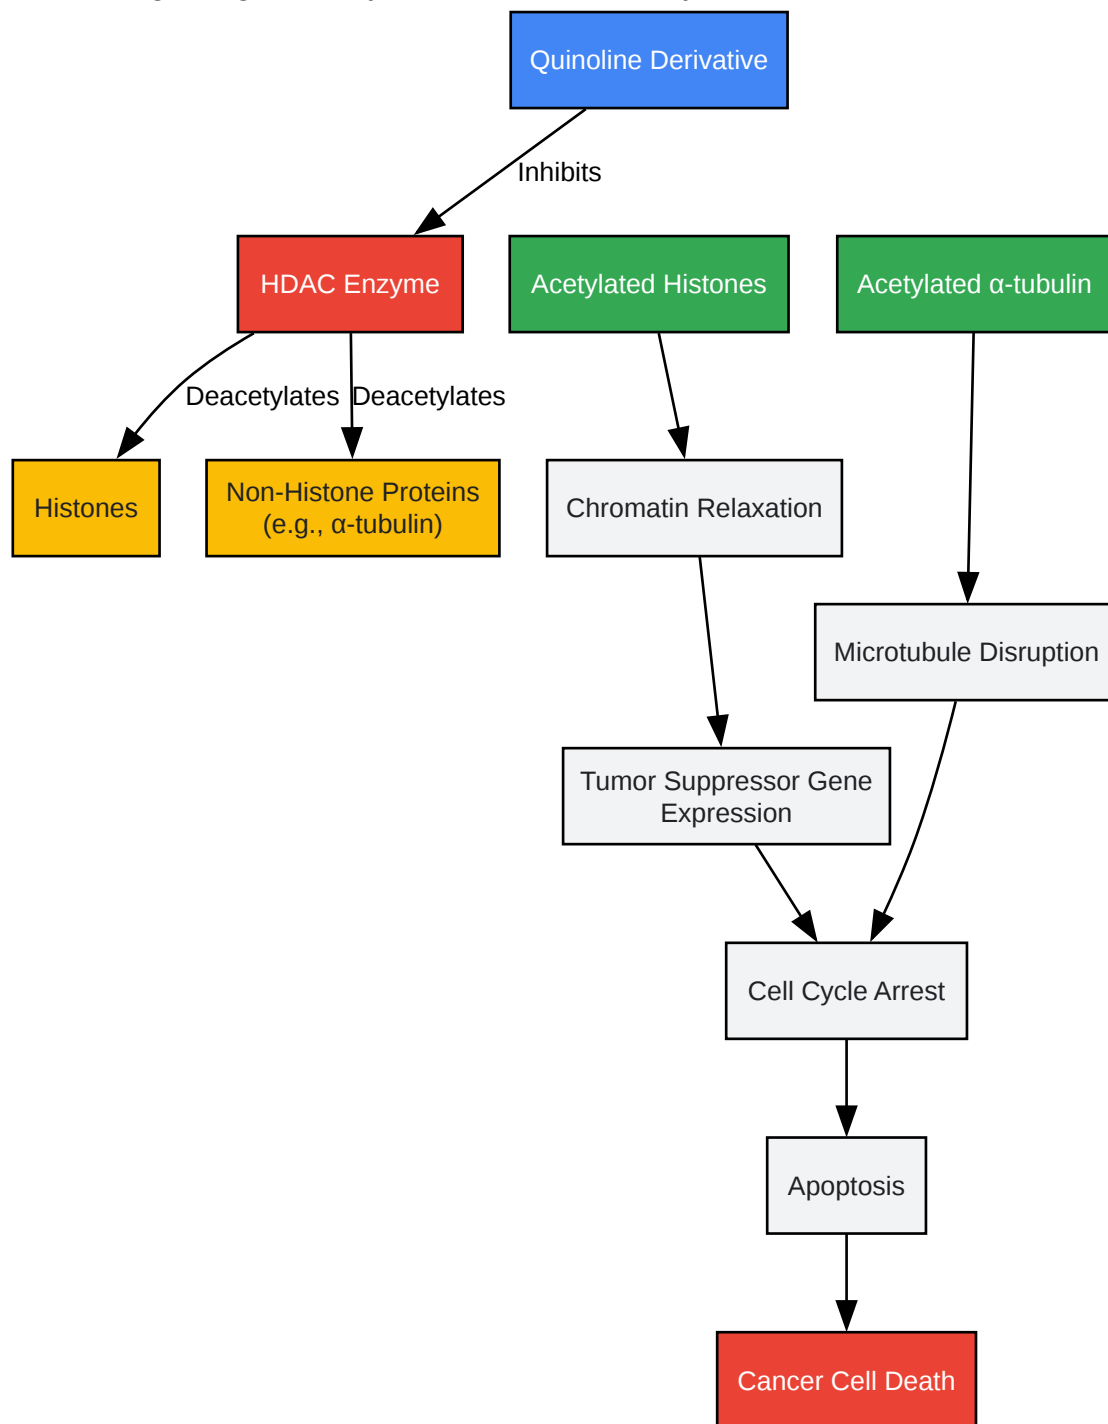 Quinoline Derivative
Inhibits
HDAC Enzyme
Acetylated Histones
Acetylated α-tubulin
Deacetylates
Deacetylates
Histones
Non-Histone Proteins
(e.g., α-tubulin)
Chromatin Relaxation
Microtubule Disruption
Tumor Suppressor Gene
Expression
Cell Cycle Arrest
Apoptosis
Cancer Cell Death